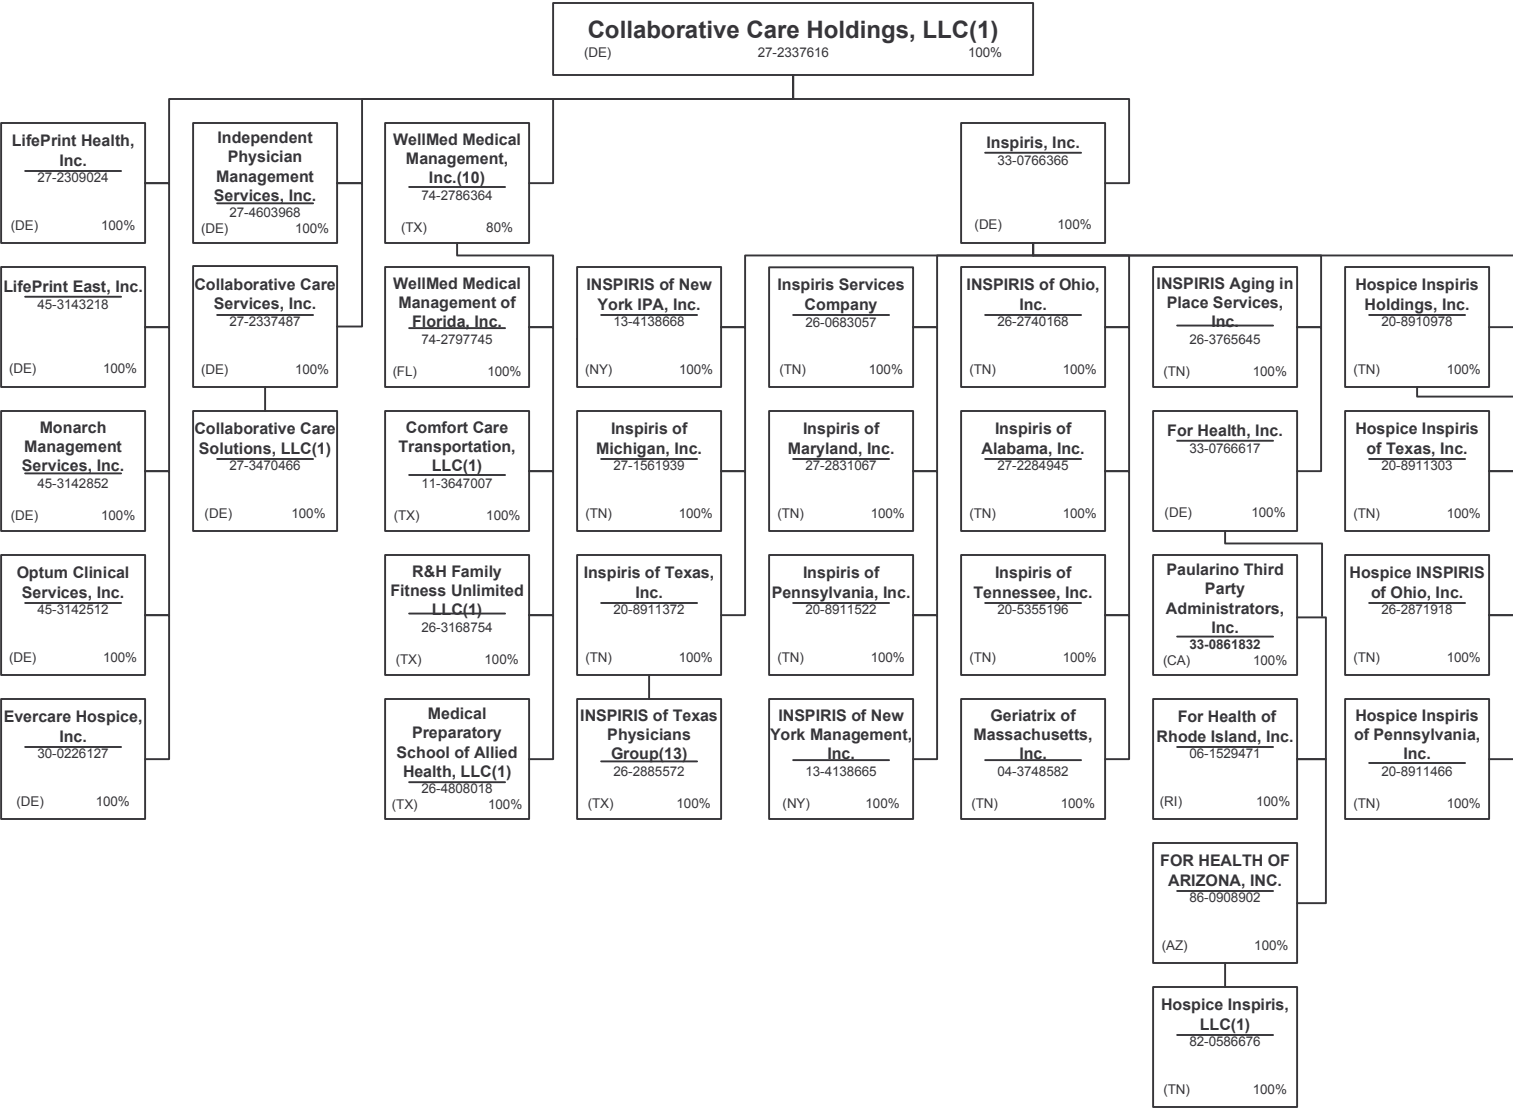 Collaborative Care Holdings, LLC(1)
(DE) 27-2337616 100%
LifePrint Health,
Inc.
27-2309024
(DE) 100%
Independent
Physician
Management
Services, Inc.
27-4603968
(DE) 100%
WellMed Medical
Management,
Inc.(10)
74-2786364
(TX) 80%
Inspiris, Inc.
33-0766366
(DE) 100%
LifePrint East, Inc.
45-3143218
(DE) 100%
Collaborative Care
Services, Inc.
27-2337487
(DE) 100%
WellMed Medical
Management of
Florida, Inc.
74-2797745
(FL) 100%
INSPIRIS of New
York IPA, Inc.
13-4138668
(NY) 100%
Inspiris Services
Company
26-0683057
(TN) 100%
INSPIRIS of Ohio,
Inc.
26-2740168
(TN) 100%
INSPIRIS Aging in
Place Services,
Inc.
26-3765645
(TN) 100%
Hospice Inspiris
Holdings, Inc.
20-8910978
(TN) 100%
Monarch
Management
Services, Inc.
45-3142852
(DE) 100%
Collaborative Care
Solutions, LLC(1)
27-3470466
(DE) 100%
Comfort Care
Transportation,
LLC(1)
11-3647007
(TX) 100%
Inspiris of
Michigan, Inc.
27-1561939
(TN) 100%
Inspiris of
Maryland, Inc.
27-2831067
(TN) 100%
Inspiris of
Alabama, Inc.
27-2284945
(TN) 100%
For Health, Inc.
33-0766617
(DE) 100%
Hospice Inspiris
of Texas, Inc.
20-8911303
(TN) 100%
Optum Clinical
Services, Inc.
45-3142512
(DE) 100%
R&H Family
Fitness Unlimited
LLC(1)
26-3168754
(TX) 100%
Inspiris of Texas,
Inc.
20-8911372
(TN) 100%
Inspiris of
Pennsylvania, Inc.
20-8911522
(TN) 100%
Inspiris of
Tennessee, Inc.
20-5355196
(TN) 100%
Paularino Third
Party
Administrators,
Inc.
33-0861832
(CA) 100%
Hospice INSPIRIS
of Ohio, Inc.
26-2871918
(TN) 100%
Evercare Hospice,
Inc.
30-0226127
(DE) 100%
Medical
Preparatory
School of Allied
Health, LLC(1)
26-4808018
(TX) 100%
INSPIRIS of Texas
Physicians
Group(13)
26-2885572
(TX) 100%
INSPIRIS of New
York Management,
Inc.
13-4138665
(NY) 100%
Geriatrix of
Massachusetts,
Inc.
04-3748582
(TN) 100%
For Health of
Rhode Island, Inc.
06-1529471
(RI) 100%
Hospice Inspiris
of Pennsylvania,
Inc.
20-8911466
(TN) 100%
FOR HEALTH OF
ARIZONA, INC.
86-0908902
(AZ) 100%
Hospice Inspiris,
LLC(1)
82-0586676
(TN) 100%